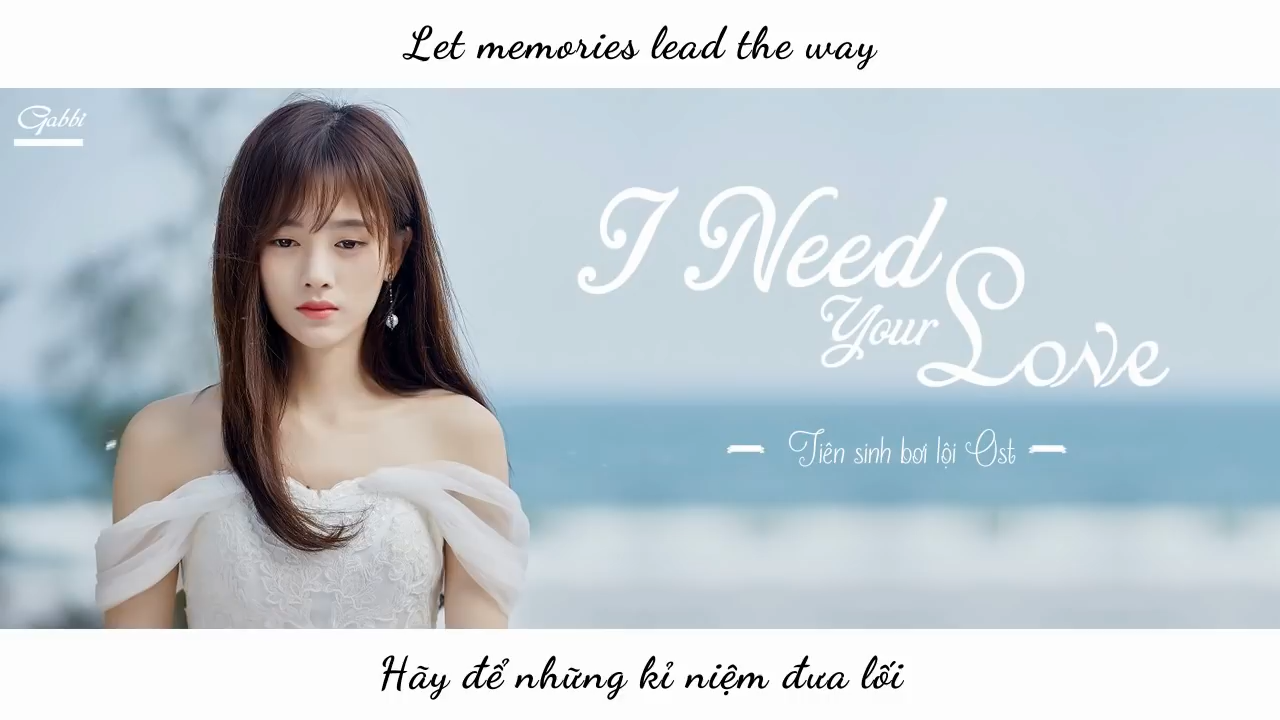 Let memories lead the way
Gabbi
I Need
Your Love
Tiên sinh bơi lội Ost
Hãy để những kỉ niệm đưa lối